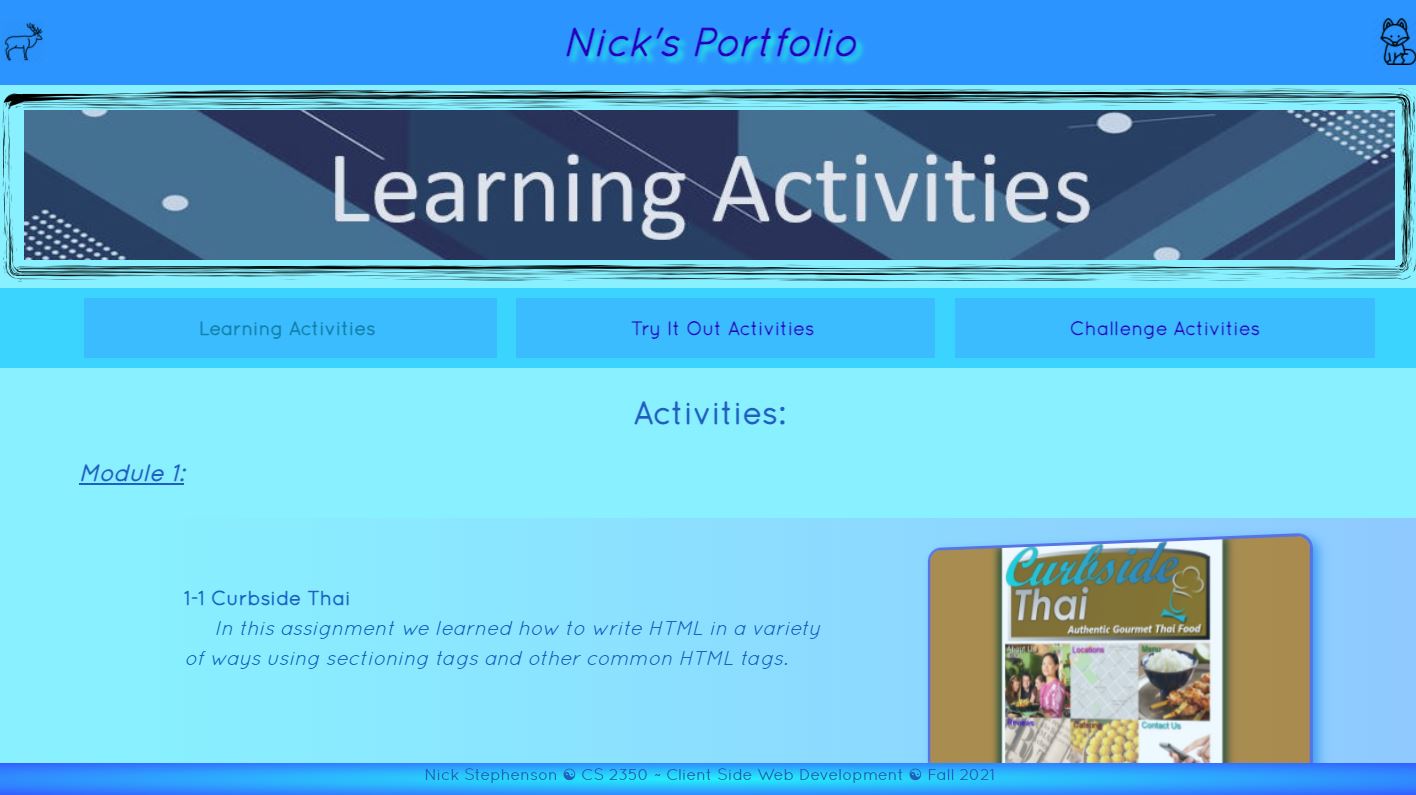 Nick's Portfolio
Learning Activities
Learning Activities
Try It Out Activities
Challenge Activities
Activities:
Module 1:
1-1 Curbside Thai
In this assignment we learned how to write HTML in a variety
of ways using sectioning tags and other common HTML tags.
Curbside
Thai
Authentic Gourmet Thai Food
About Us
Locations
Menu
Reviews
Catering
Contact Us
Nick Stephenson ☯ CS 2350 ~ Client Side Web Development ☯ Fall 2021